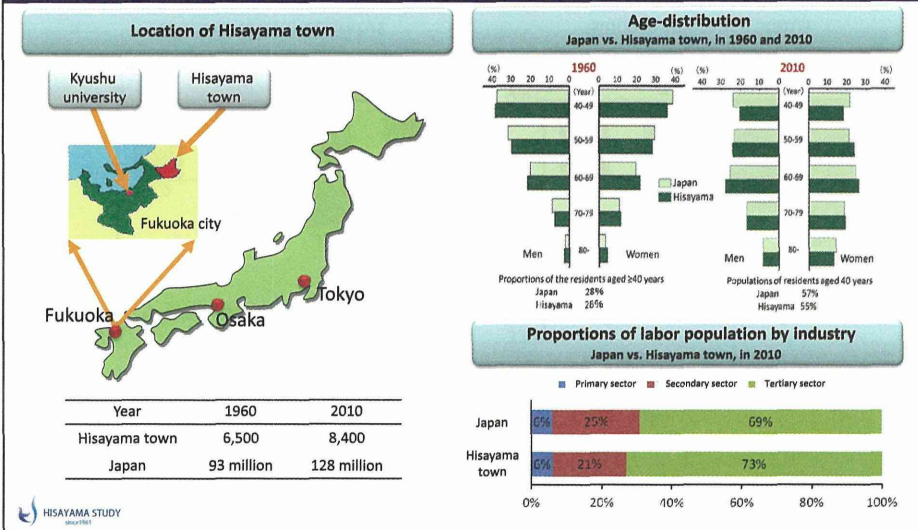 Location of Hisayama town
Kyushu
university
Hisayama
town
Fukuoka city
Fukuoka
Osaka
Tokyo
Year 1960 2010
Hisayama town 6,500 8,400
Japan 93 million 128 million
HISAYAMA STUDY
since1961
Age-distribution
Japan vs. Hisayama town, in 1960 and 2010
1960
(%) (%)
40 30 20 10 0 0 10 20 30 40
(Year)
40-49
50-59
60-69
70-79
80-
Men Women
Proportions of the residents aged ≥40 years
Japan 28%
Hisayama 26%
Japan
Hisayama
2010
(%) (%)
40 30 20 10 0 0 10 20 30 40
(Year)
40-49
50-59
60-69
70-79
80-
Men Women
Populations of residents aged 40 years
Japan 57%
Hisayama 55%
Proportions of labor population by industry
Japan vs. Hisayama town, in 2010
Primary sector Secondary sector Tertiary sector
Japan 6% 25% 69%
Hisayama
town 6% 21% 73%
0% 20% 40% 60% 80% 100%